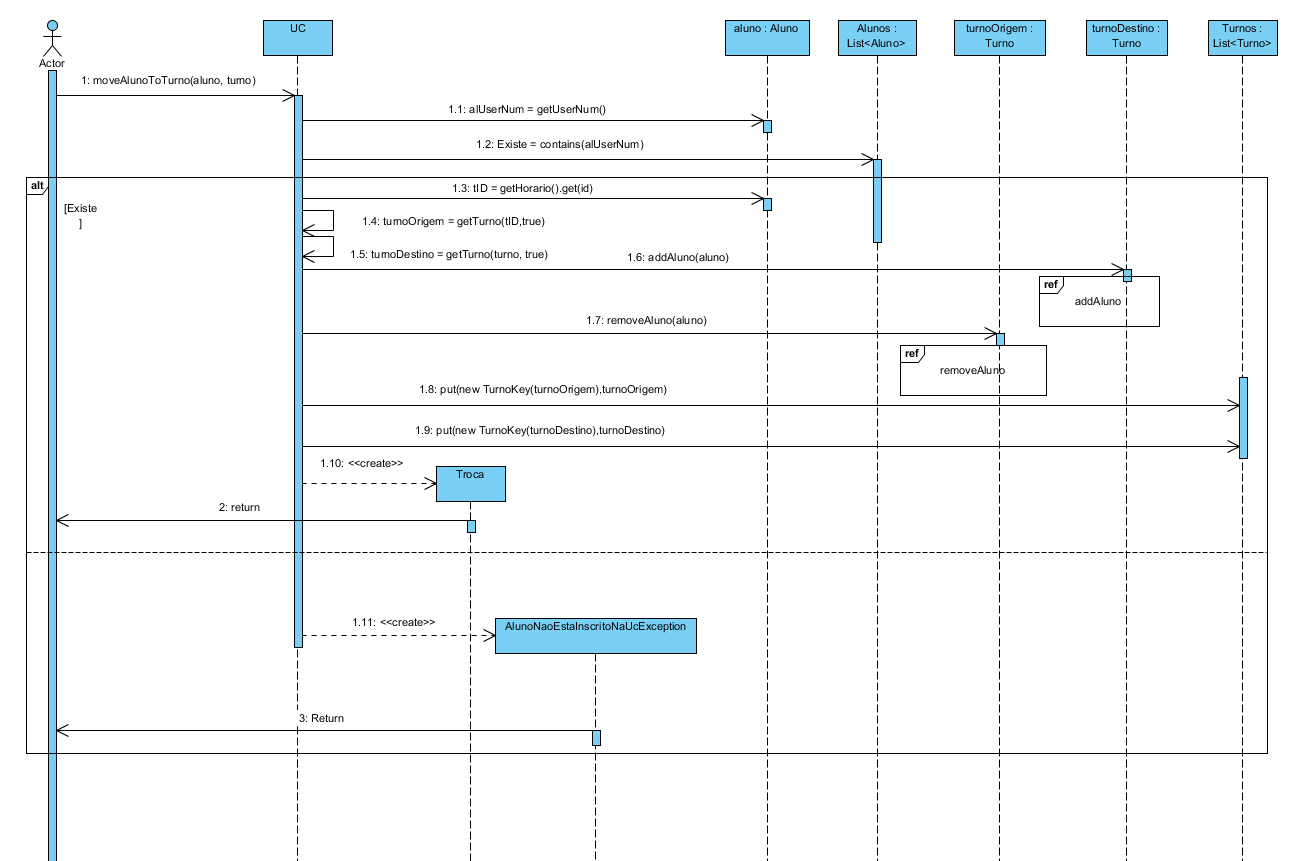 Actor
UC
aluno : Aluno
Alunos :
List<Aluno>
turnoOrigem :
Turno
turnoDestino :
Turno
Turnos :
List<Turno>
1: moveAlunoToTurno(aluno, turno)
1.1: alUserNum = getUserNum()
1.2: Existe = contains(alUserNum)
alt
[Existe
]
1.3: tID = getHorario().get(id)
1.4: turnoOrigem = getTurno(tID,true)
1.5: turnoDestino = getTurno(turno, true)
1.6: addAluno(aluno)
ref
addAluno
1.7: removeAluno(aluno)
ref
removeAluno
1.8: put(new TurnoKey(turnoOrigem),turnoOrigem)
1.9: put(new TurnoKey(turnoDestino),turnoDestino)
1.10: <<create>>
Troca
2: return
1.11: <<create>>
AlunoNaoEstaInscritoNaUcException
3: Return